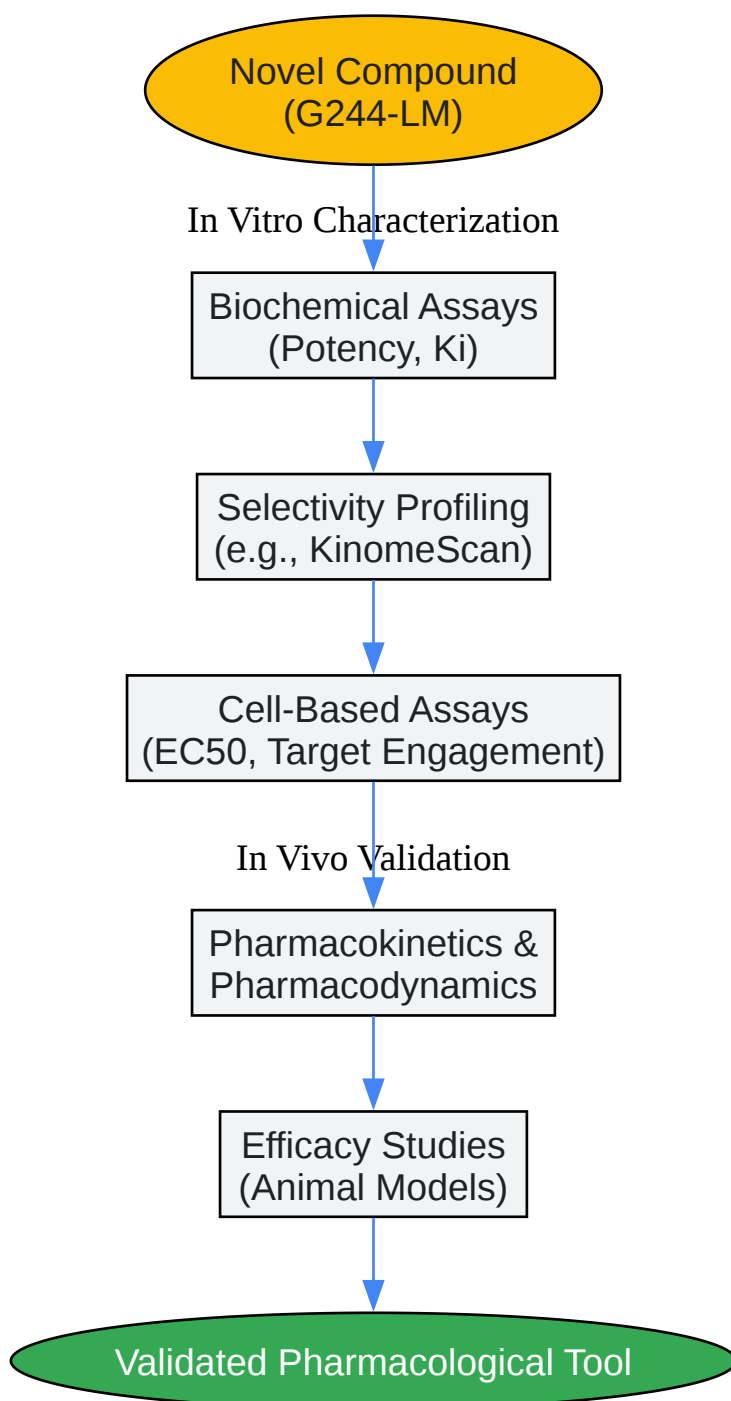 Novel Compound
(G244-LM)
In Vitro Characterization
Biochemical Assays
(Potency, Ki)
Selectivity Profiling
(e.g., KinomeScan)
Cell-Based Assays
(EC50, Target Engagement)
In Vivo Validation
Pharmacokinetics &
Pharmacodynamics
Efficacy Studies
(Animal Models)
Validated Pharmacological Tool